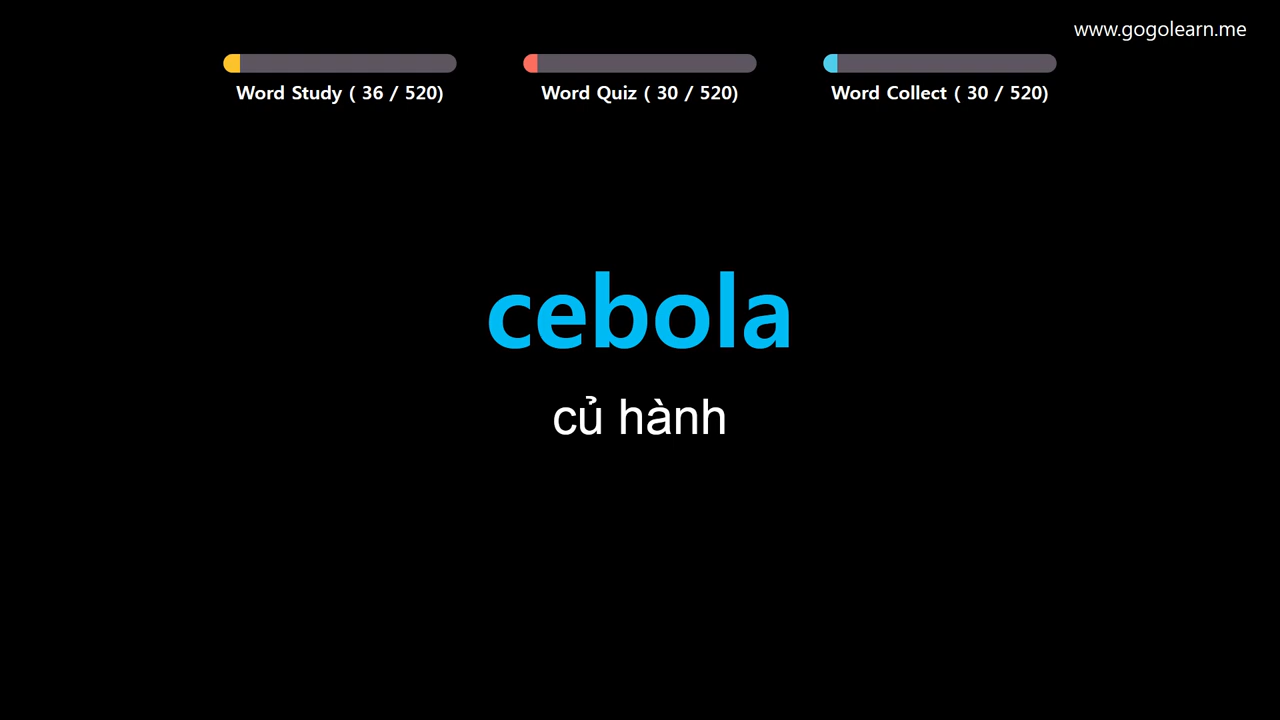 www.gogolearn.me
Word Study ( 36 / 520)
Word Quiz ( 30 / 520)
Word Collect ( 30 / 520)
cebola
củ hành